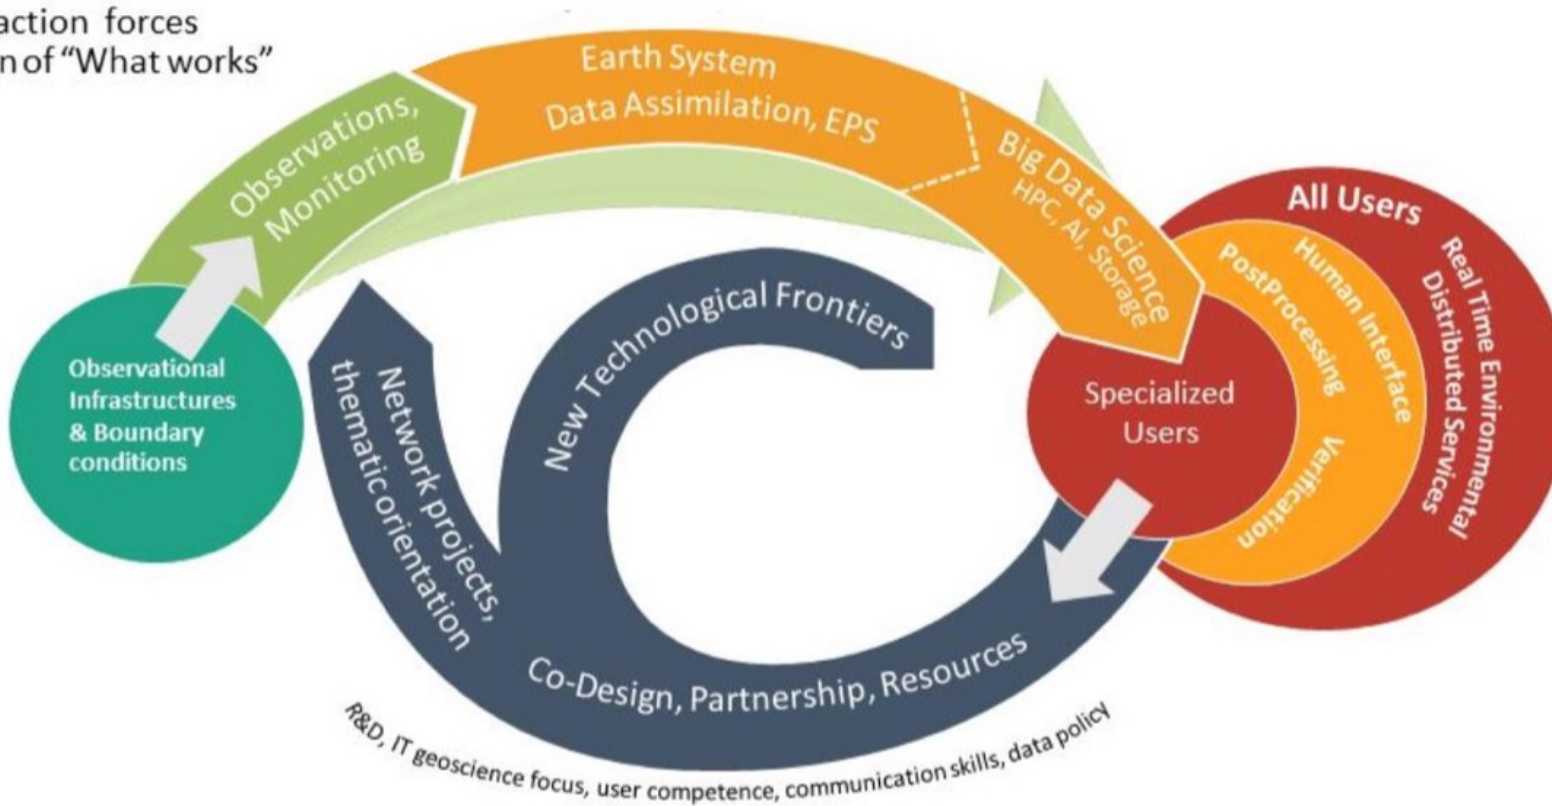 action forces
n of “What works”
Earth System
Data Assimilation, EPS
Observations,
Monitoring
Big Data Science
HPC, AI, Storage
All Users
Real Time Environmental
Distributed Services
Human Interface
PostProcessing
Verification
New Technological Frontiers
Observational
Infrastructures
& Boundary
conditions
Specialized
Users
Network projects,
thematic orientation
Co-Design, Partnership, Resources
R&D, IT geoscience focus, user competence, communication skills, data policy